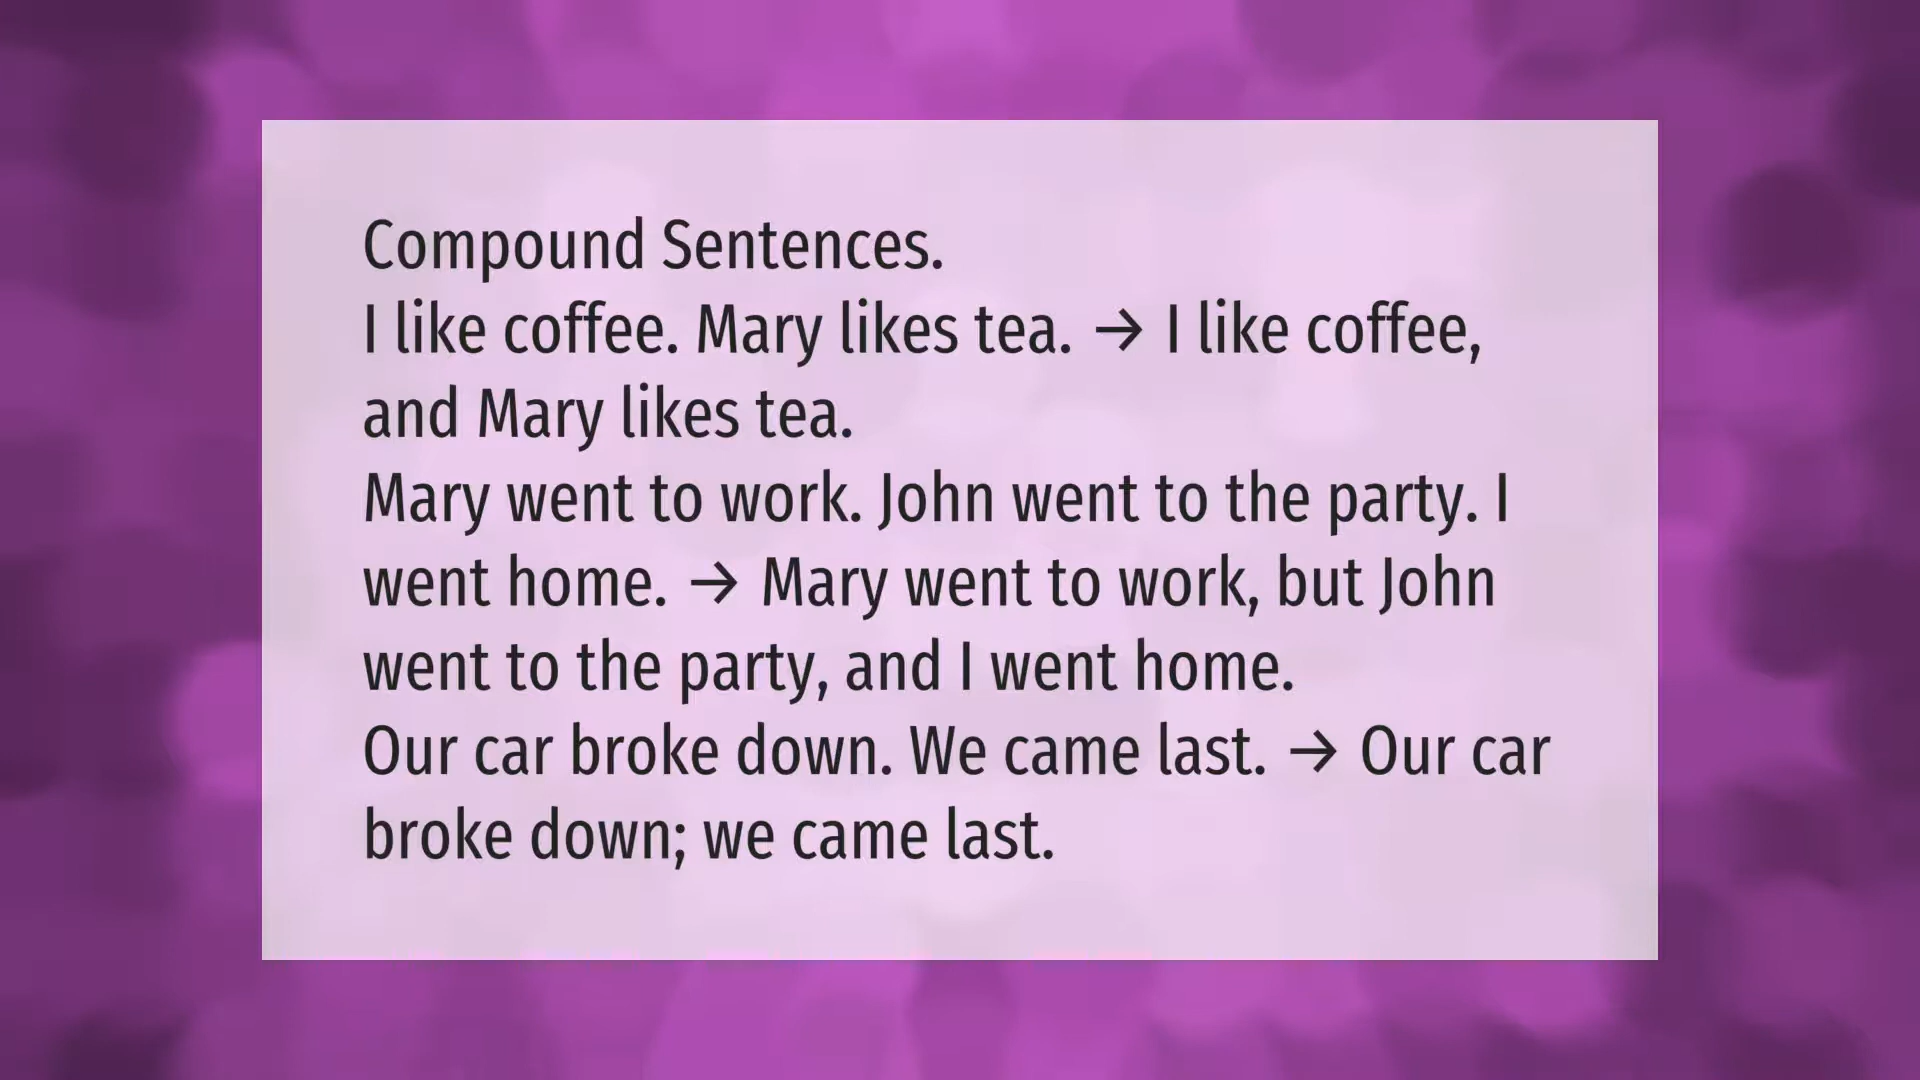 Compound Sentences.
I like coffee. Mary likes tea. → I like coffee,
and Mary likes tea.
Mary went to work. John went to the party. I
went home. → Mary went to work, but John
went to the party, and I went home.
Our car broke down. We came last. → Our car
broke down; we came last.